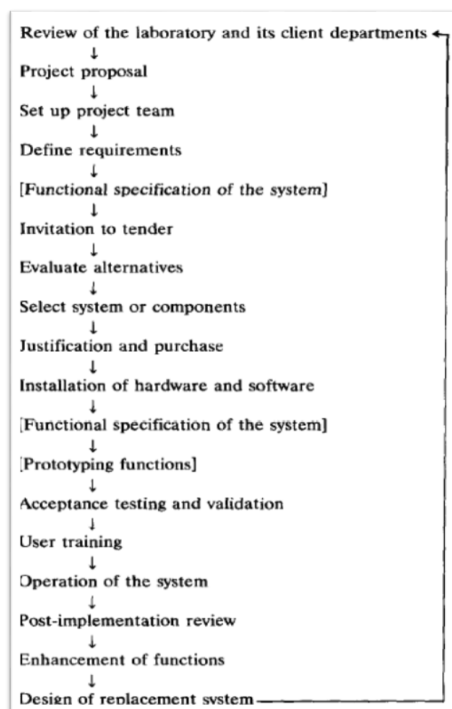 Review of the laboratory and its client departments
↓
Project proposal
↓
Set up project team
↓
Define requirements
↓
[Functional specification of the system]
↓
Invitation to tender
↓
Evaluate alternatives
↓
Select system or components
↓
Justification and purchase
↓
Installation of hardware and software
↓
[Functional specification of the system]
↓
[Prototyping functions]
↓
Acceptance testing and validation
↓
User training
↓
Operation of the system
↓
Post-implementation review
↓
Enhancement of functions
↓
Design of replacement system